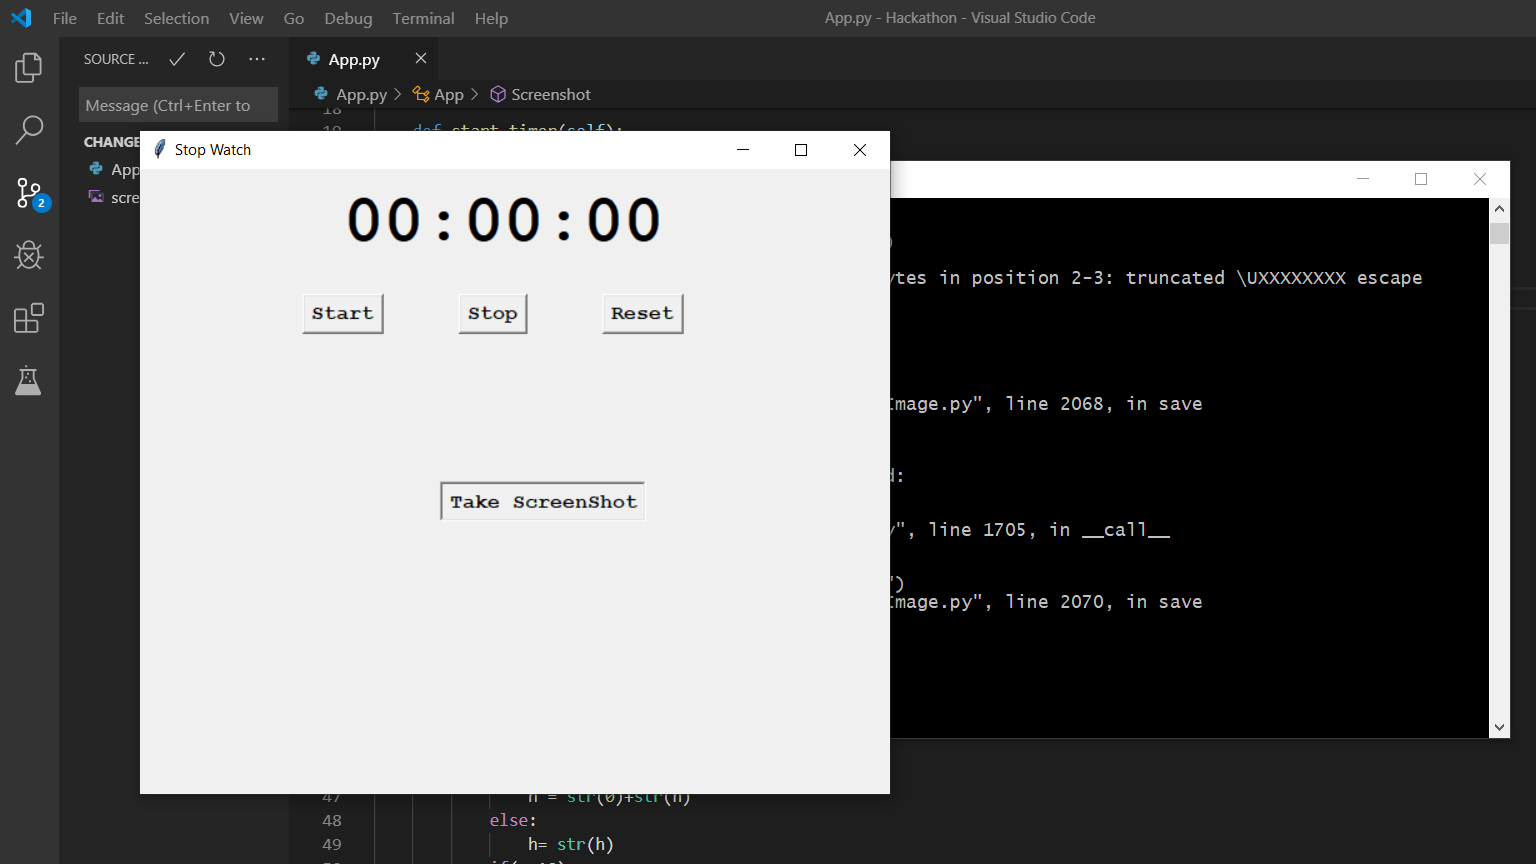 File Edit Selection View Go Debug Terminal Help
App.py - Hackathon - Visual Studio Code
SOURCE ...
App.py
Message (Ctrl+Enter to
App.py > App > Screenshot
18
19 def start_timer(self):
CHANGE
App
scre
2
Stop Watch
00:00:00
Start Stop Reset
Take ScreenShot
)
ytes in position 2-3: truncated \UXXXXXXXX escape
Image.py", line 2068, in save
d:
y", line 1705, in __call__
")
Image.py", line 2070, in save
47 h = str(0)+str(h)
48 else:
49 h= str(h)